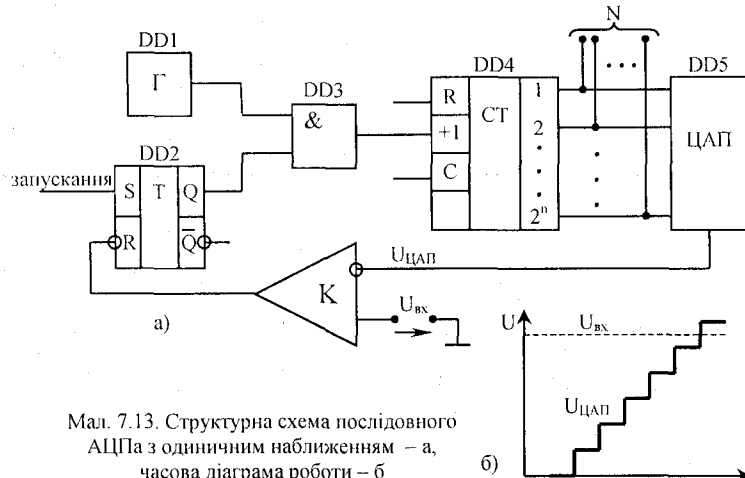 N
DD1
Г
DD3
&
DD4
R
+1
C
СТ
1
2
2ⁿ
DD5
ЦАП
DD2
запускання
S
T
Q
R
Q̅
K
UЦАП
Uвх
а)
U
Uвх
UЦАП
б)
Мал. 7.13. Структурна схема послідовного
АЦПа з одиничним наближенням – а,
часова діаграма роботи – б